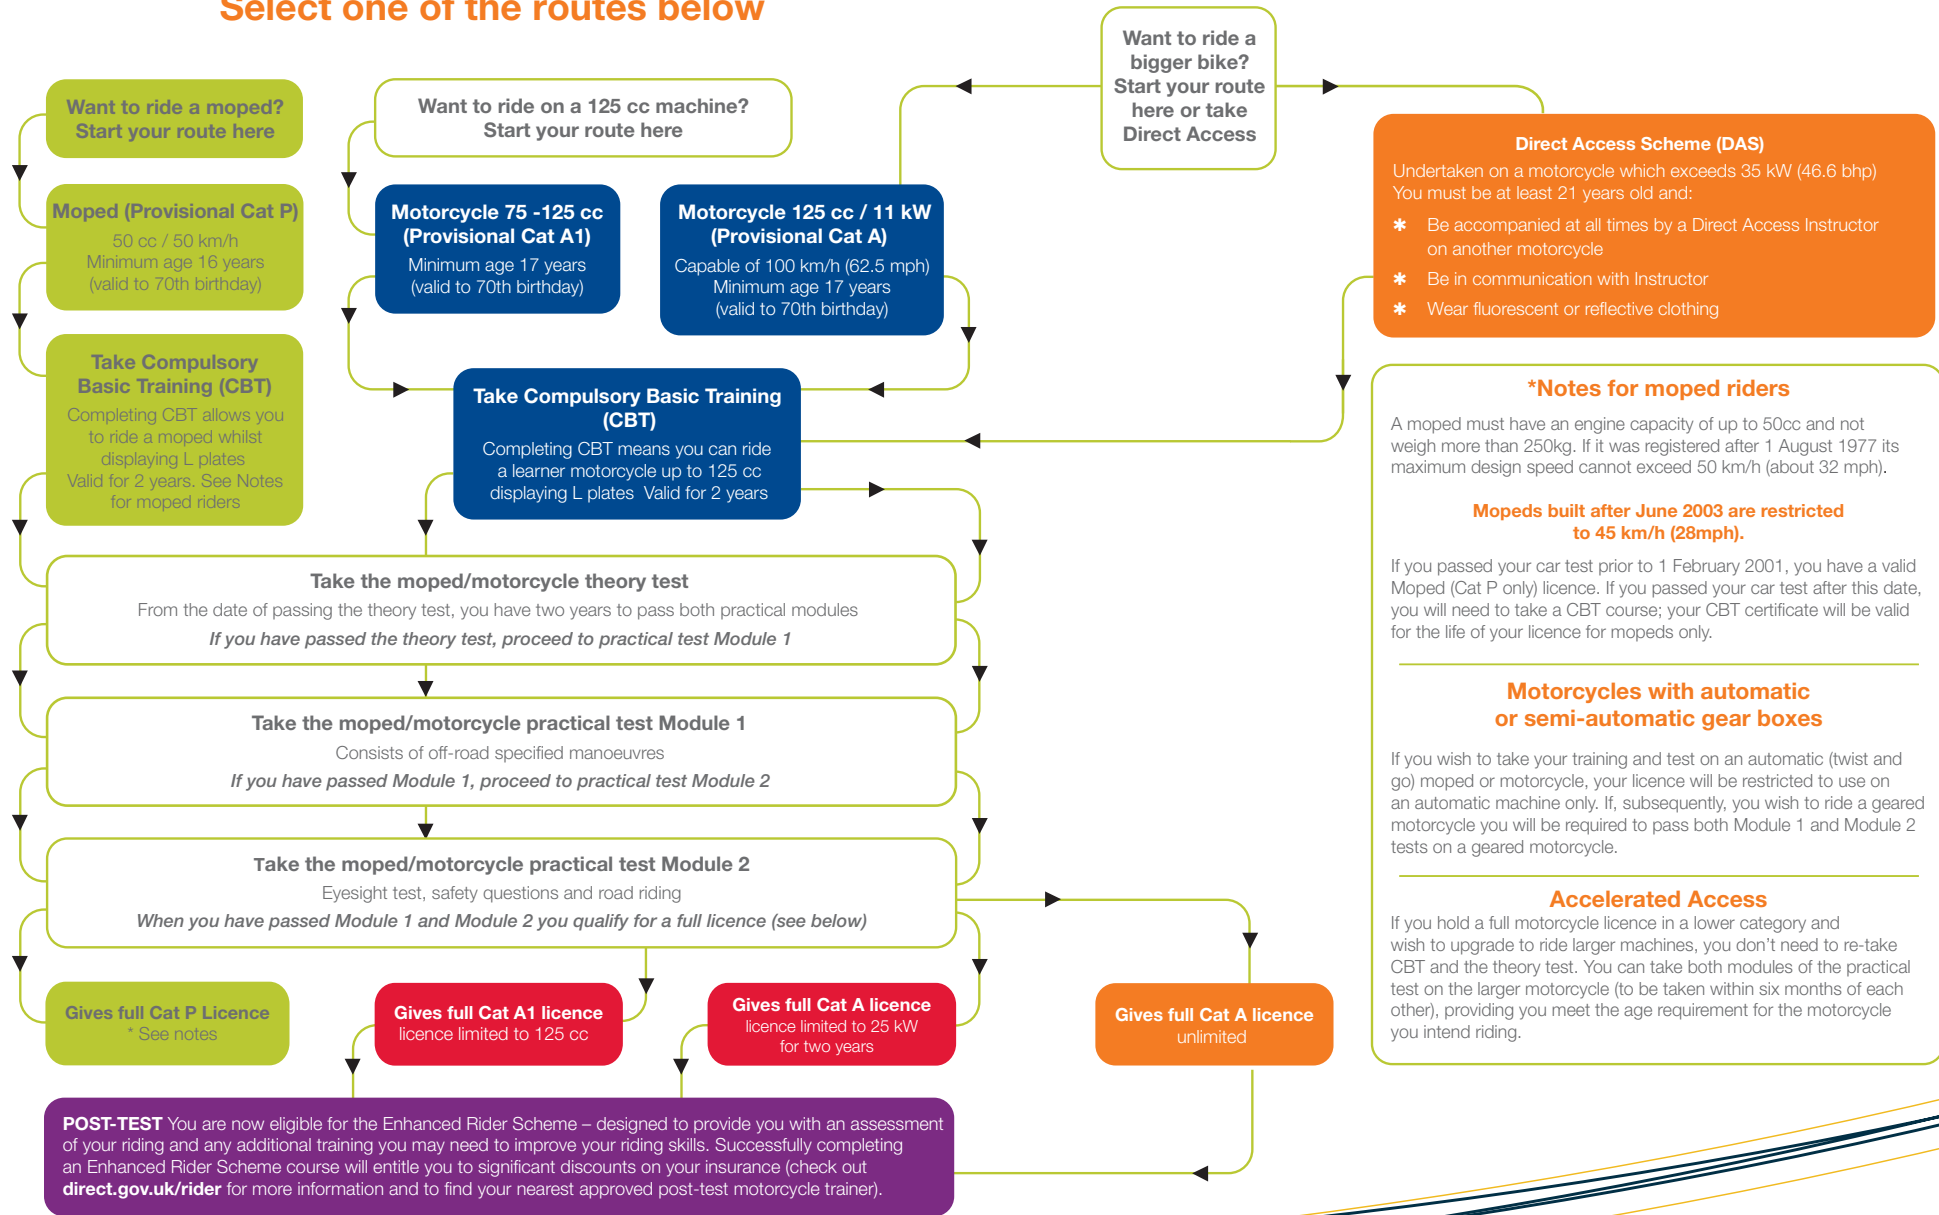 Select one of the routes below
Want to ride a
bigger bike?
Start your route
here or take
Direct Access
Want to ride a moped?
Start your route here
Want to ride on a 125 cc machine?
Start your route here
Direct Access Scheme (DAS)
Undertaken on a motorcycle which exceeds 35 kW (46.6 bhp)
You must be at least 21 years old and:
✱ Be accompanied at all times by a Direct Access Instructor
on another motorcycle
✱ Be in communication with Instructor
✱ Wear fluorescent or reflective clothing
Moped (Provisional Cat P)
50 cc / 50 km/h
Minimum age 16 years
(valid to 70th birthday)
Motorcycle 75 -125 cc
(Provisional Cat A1)
Minimum age 17 years
(valid to 70th birthday)
Motorcycle 125 cc / 11 kW
(Provisional Cat A)
Capable of 100 km/h (62.5 mph)
Minimum age 17 years
(valid to 70th birthday)
Take Compulsory
Basic Training (CBT)
Completing CBT allows you
to ride a moped whilst
displaying L plates
Valid for 2 years. See Notes
for moped riders
Take Compulsory Basic Training
(CBT)
Completing CBT means you can ride
a learner motorcycle up to 125 cc
displaying L plates Valid for 2 years
Take the moped/motorcycle theory test
From the date of passing the theory test, you have two years to pass both practical modules
If you have passed the theory test, proceed to practical test Module 1
Take the moped/motorcycle practical test Module 1
Consists of off-road specified manoeuvres
If you have passed Module 1, proceed to practical test Module 2
Take the moped/motorcycle practical test Module 2
Eyesight test, safety questions and road riding
When you have passed Module 1 and Module 2 you qualify for a full licence (see below)
Gives full Cat P Licence
* See notes
Gives full Cat A1 licence
licence limited to 125 cc
Gives full Cat A licence
licence limited to 25 kW
for two years
Gives full Cat A licence
unlimited
POST-TEST You are now eligible for the Enhanced Rider Scheme – designed to provide you with an assessment
of your riding and any additional training you may need to improve your riding skills. Successfully completing
an Enhanced Rider Scheme course will entitle you to significant discounts on your insurance (check out
direct.gov.uk/rider for more information and to find your nearest approved post-test motorcycle trainer).
*Notes for moped riders
A moped must have an engine capacity of up to 50cc and not
weigh more than 250kg. If it was registered after 1 August 1977 its
maximum design speed cannot exceed 50 km/h (about 32 mph).
Mopeds built after June 2003 are restricted
to 45 km/h (28mph).
If you passed your car test prior to 1 February 2001, you have a valid
Moped (Cat P only) licence. If you passed your car test after this date,
you will need to take a CBT course; your CBT certificate will be valid
for the life of your licence for mopeds only.
Motorcycles with automatic
or semi-automatic gear boxes
If you wish to take your training and test on an automatic (twist and
go) moped or motorcycle, your licence will be restricted to use on
an automatic machine only. If, subsequently, you wish to ride a geared
motorcycle you will be required to pass both Module 1 and Module 2
tests on a geared motorcycle.
Accelerated Access
If you hold a full motorcycle licence in a lower category and
wish to upgrade to ride larger machines, you don't need to re-take
CBT and the theory test. You can take both modules of the practical
test on the larger motorcycle (to be taken within six months of each
other), providing you meet the age requirement for the motorcycle
you intend riding.